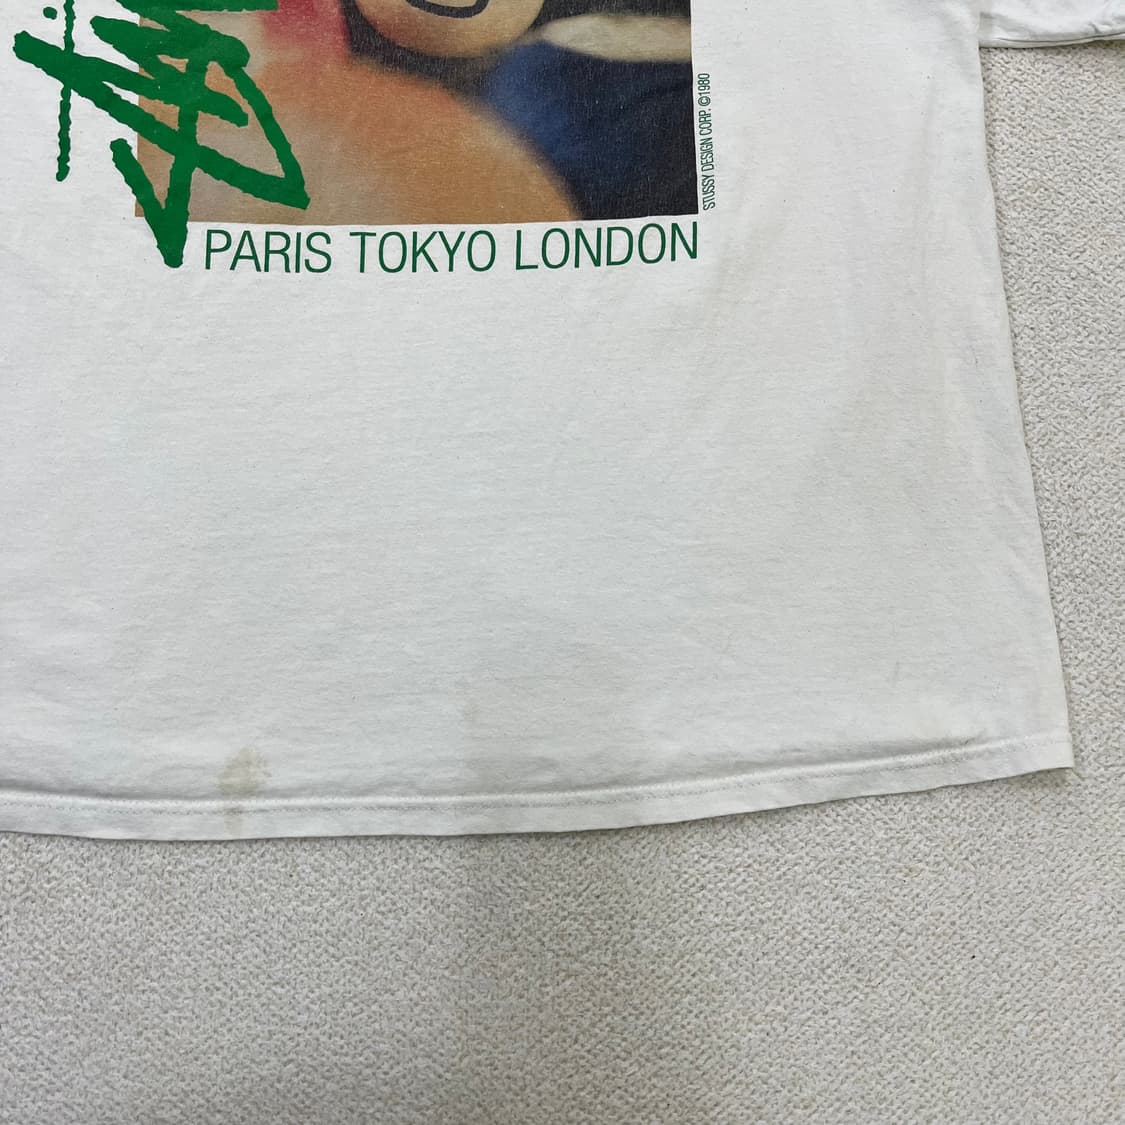 PARIS TOKYO LONDON
STUSSY DESIGN CORP. ©1980